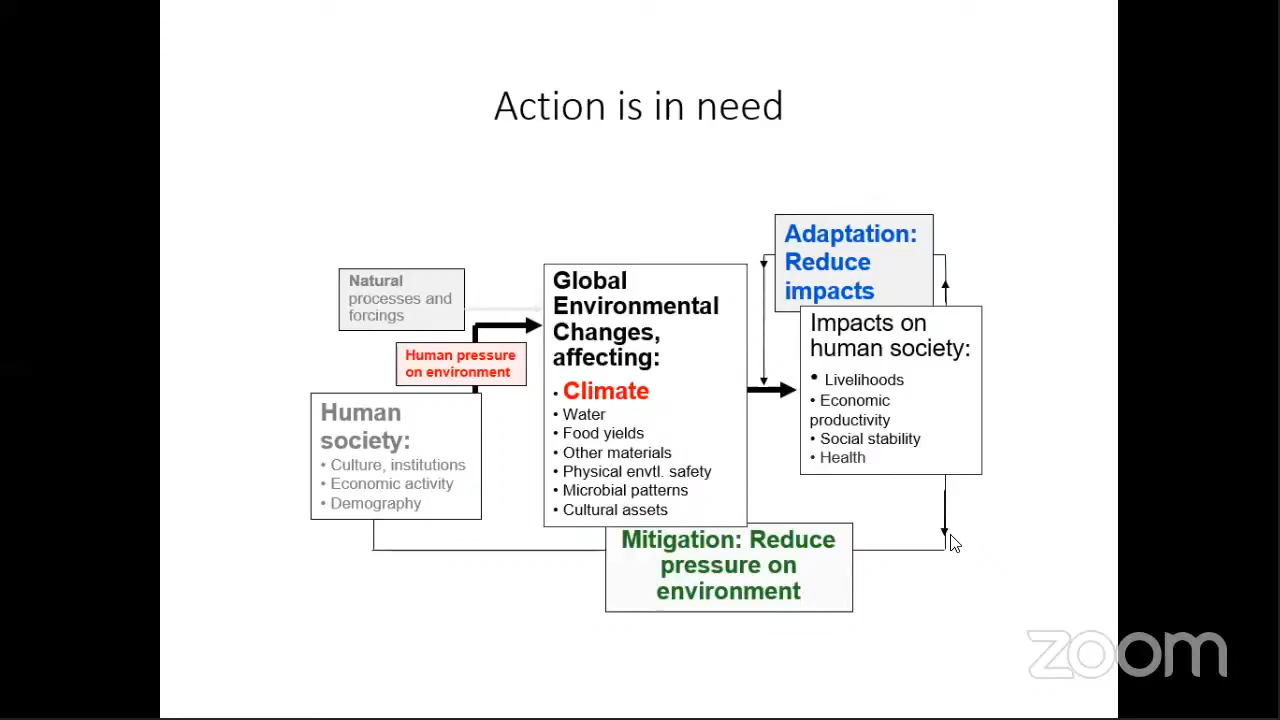 Action is in need
Natural
processes and
forcings
Human pressure
on environment
Human
society:
• Culture, institutions
• Economic activity
• Demography
Global
Environmental
Changes,
affecting:
• Climate
• Water
• Food yields
• Other materials
• Physical envtl. safety
• Microbial patterns
• Cultural assets
Adaptation:
Reduce
impacts
Impacts on
human society:
• Livelihoods
• Economic
productivity
• Social stability
• Health
Mitigation: Reduce
pressure on
environment
zoom